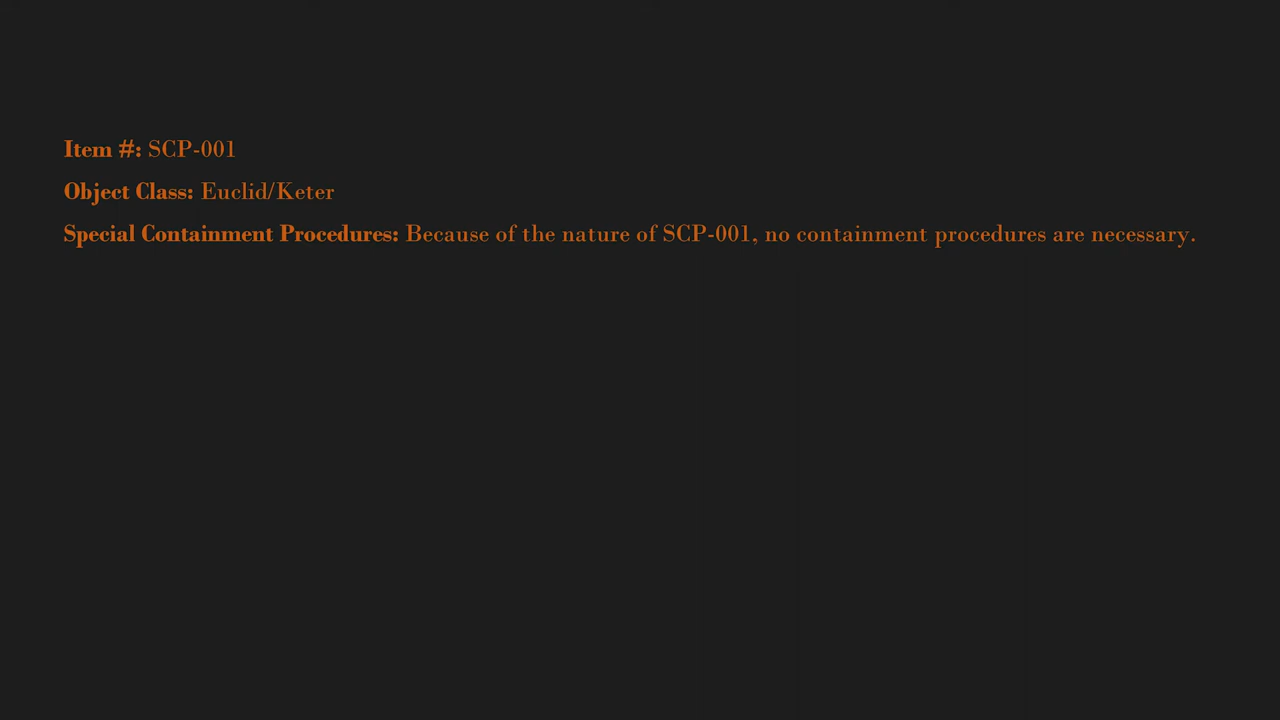 Item #: SCP-001
Object Class: Euclid/Keter
Special Containment Procedures: Because of the nature of SCP-001, no containment procedures are necessary.